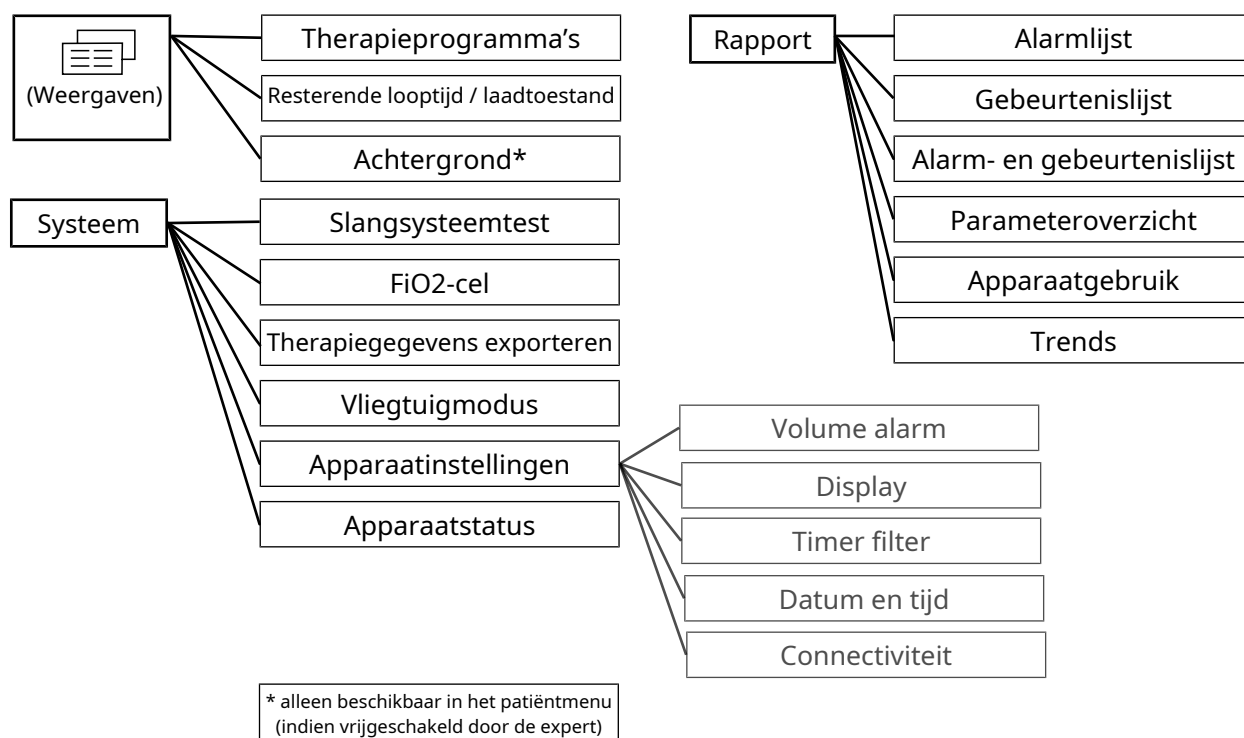 (Weergaven)
Therapieprogramma’s
Resterende looptijd / laadtoestand
Achtergrond*
Systeem
Slangsysteemtest
FiO2-cel
Therapiegegevens exporteren
Vliegtuigmodus
Apparaatinstellingen
Apparaatstatus
Volume alarm
Display
Timer filter
Datum en tijd
Connectiviteit
Rapport
Alarmlijst
Gebeurtenislijst
Alarm- en gebeurtenislijst
Parameteroverzicht
Apparaatgebruik
Trends
* alleen beschikbaar in het patiëntmenu
(indien vrijgeschakeld door de expert)